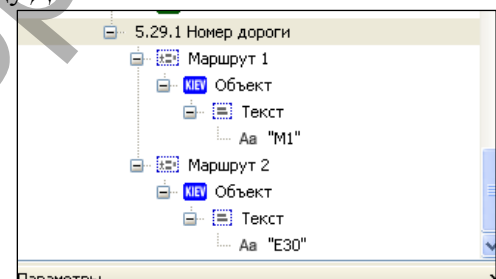 5.29.1 Номер дороги
Маршрут 1
KIEV Объект
Текст
Aa "M1"
Маршрут 2
KIEV Объект
Текст
Aa "E30"
Параметры